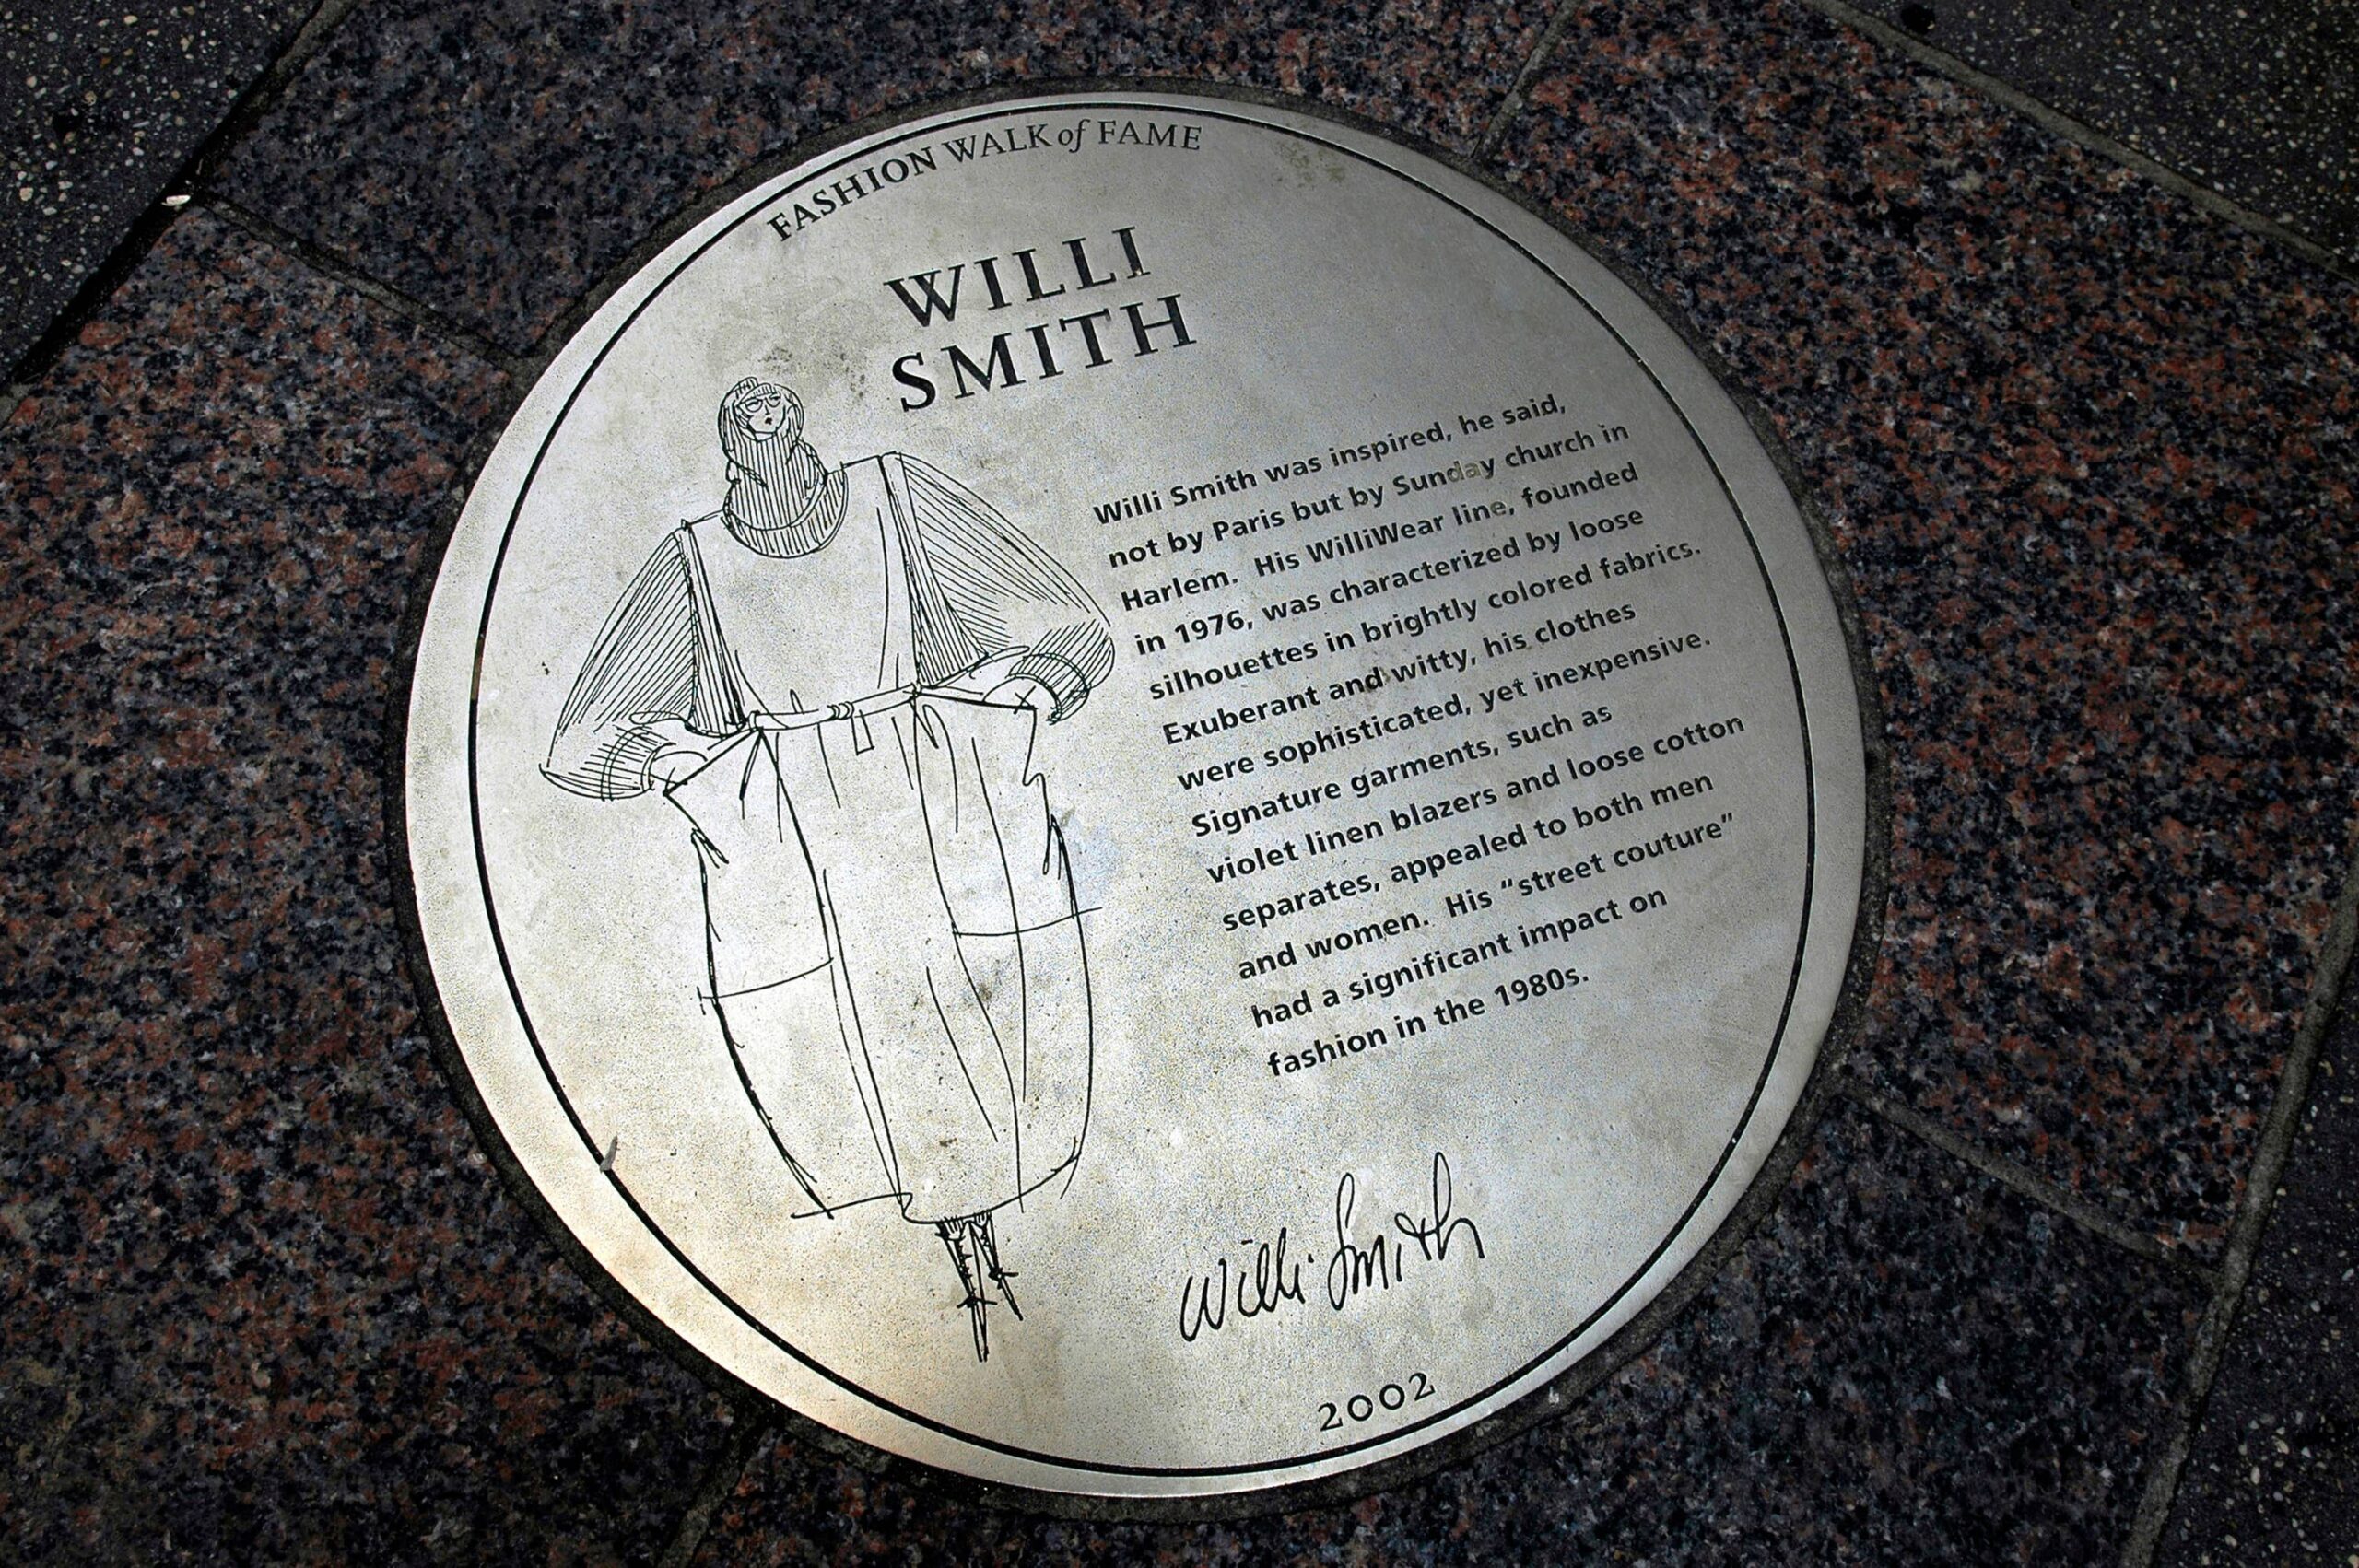 FASHION WALK of FAME
WILLI
SMITH
Willi Smith was inspired, he said,
not by Paris but by Sunday church in
Harlem. His WilliWear line, founded
in 1976, was characterized by loose
silhouettes in brightly colored fabrics.
Exuberant and witty, his clothes
were sophisticated, yet inexpensive.
Signature garments, such as
violet linen blazers and loose cotton
separates, appealed to both men
and women. His “street couture”
had a significant impact on
fashion in the 1980s.
Willi Smith
2002